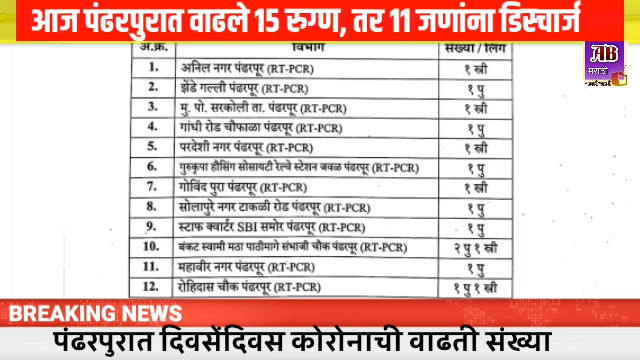 आज पंढरपुरात वाढले 15 रुग्ण, तर 11 जणांना डिस्चार्ज
AB
मराठी
अ.क्र. विभाग संख्या / लिंग
1. अनिल नगर पंढरपूर (RT-PCR) १ स्त्री
2. झेंडे गल्ली पंढरपूर (RT-PCR) १ पु
3. मु. पो. सरकोली ता. पंढरपूर (RT-PCR) १ स्त्री
4. गांधी रोड चौफाळा पंढरपूर (RT-PCR) १ पु
5. परदेशी नगर पंढरपूर (RT-PCR) १ स्त्री
6. गुरुकृपा हौसिंग सोसायटी रेल्वे स्टेशन जवळ पंढरपूर (RT-PCR) १ पु
7. गोविंद पुरा पंढरपूर (RT-PCR) १ स्त्री
8. सोलापुरे नगर टाकळी रोड पंढरपूर (RT-PCR) १ पु
9. स्टाफ क्वार्टर SBI समोर पंढरपूर (RT-PCR) १ पु
10. बंकट स्वामी मठा पाठीमागे संभाजी चौक पंढरपूर (RT-PCR) २ पु १ स्त्री
11. महावीर नगर पंढरपूर (RT-PCR) १ पु
12. रोहिदास चौक पंढरपूर (RT-PCR) १ पु १ स्त्री
BREAKING NEWS
पंढरपुरात दिवसेंदिवस कोरोनाची वाढती संख्या